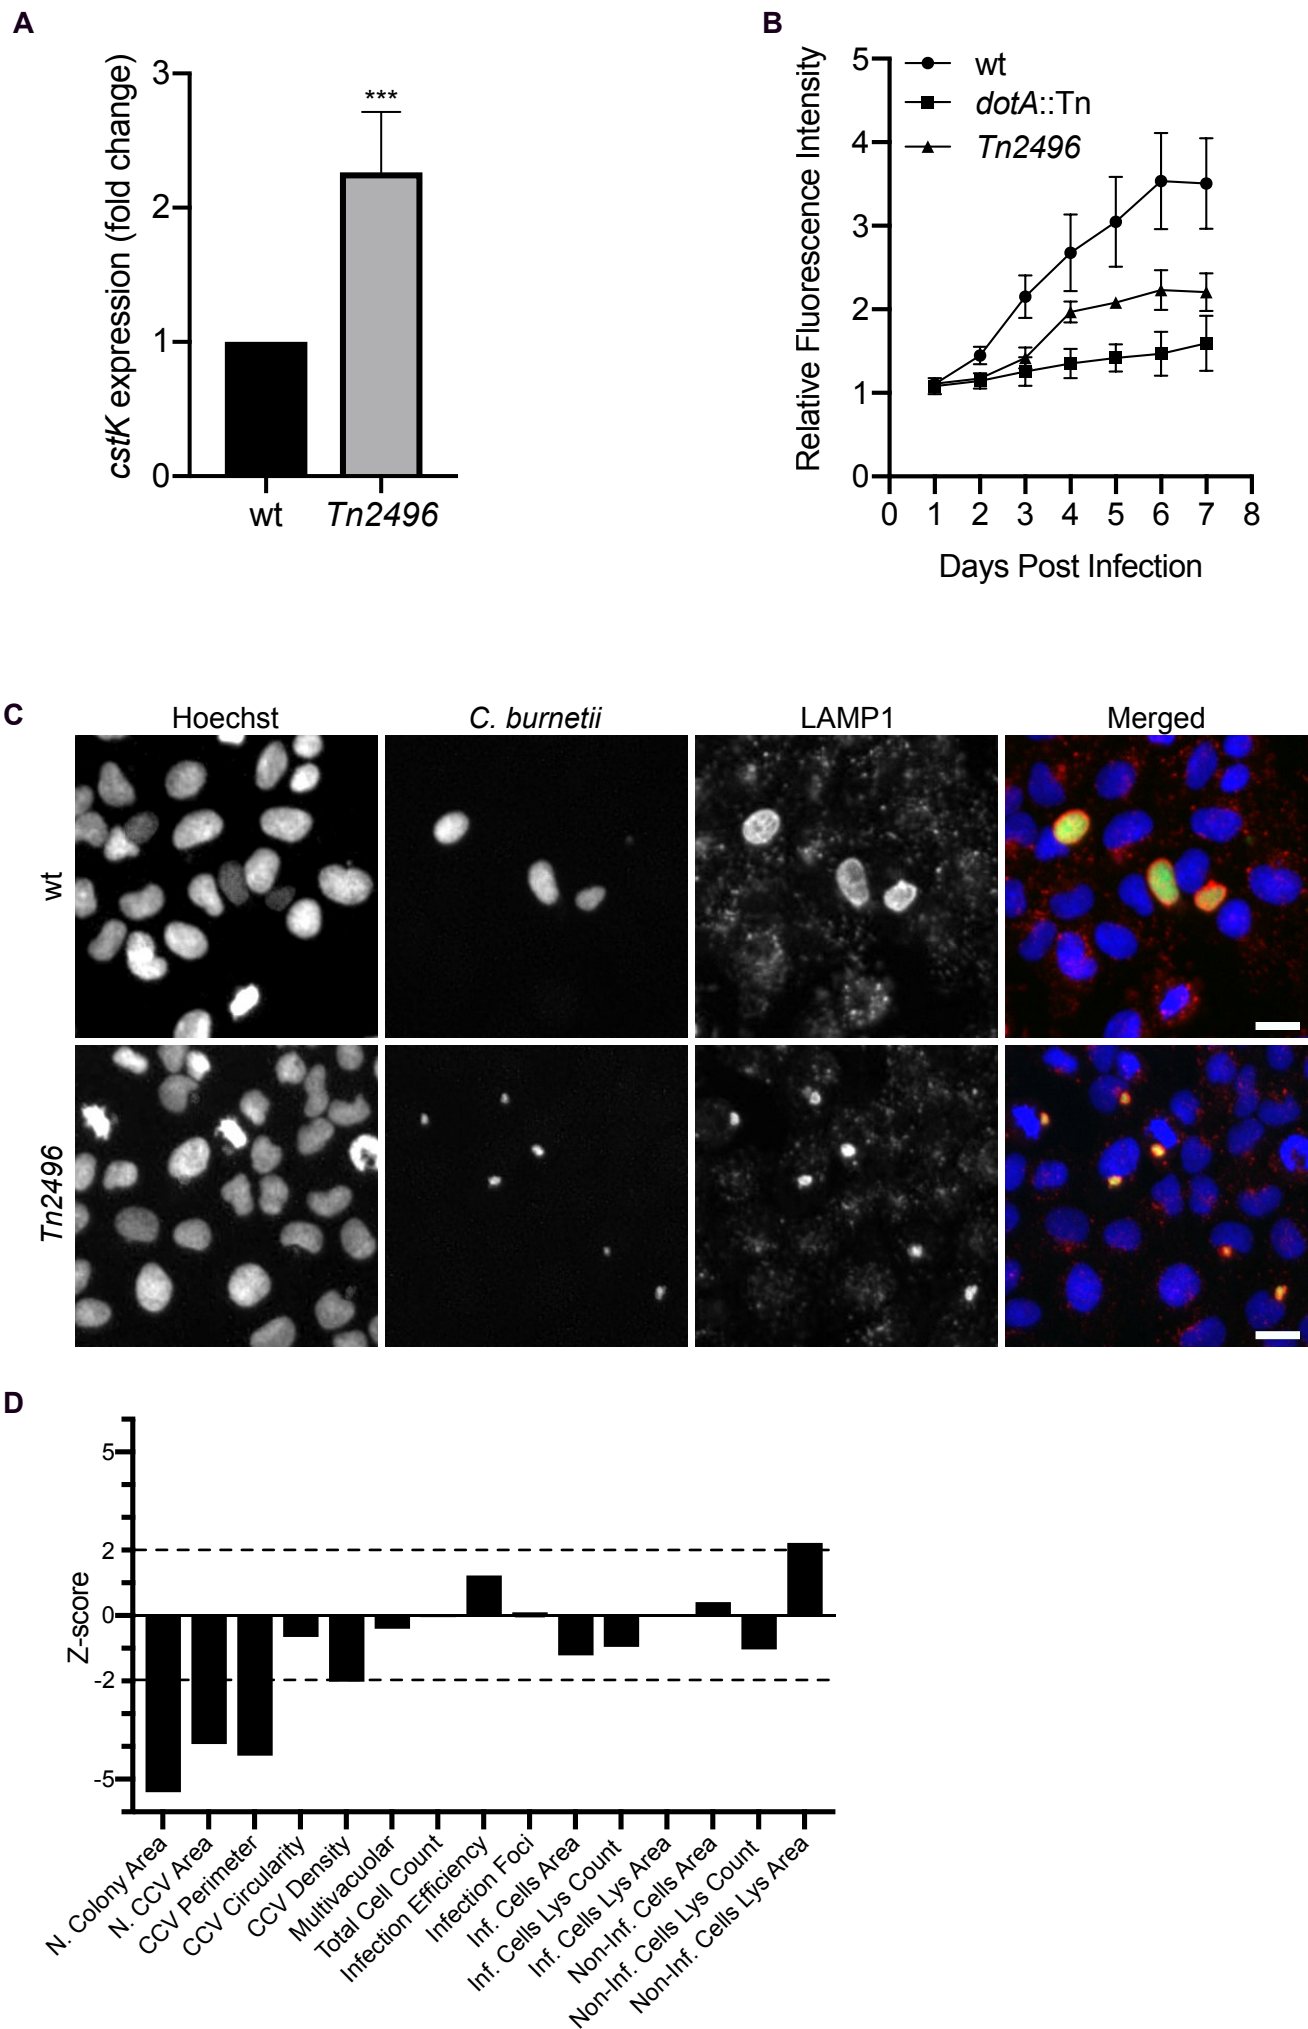 A
cstK expression (fold change)
3
2
1
0
***
wt
Tn2496
B
Relative Fluorescence Intensity
5
4
3
2
1
0
wt
dotA::Tn
Tn2496
0 1 2 3 4 5 6 7 8
Days Post Infection
C
Hoechst
C. burnetii
LAMP1
Merged
wt
Tn2496
D
Z-score
5
2
0
-2
-5
N. Colony Area
N. CCV Area
CCV Perimeter
CCV Circularity
CCV Density
Multivacuolar
Total Cell Count
Infection Efficiency
Infection Foci
Inf. Cells Area
Inf. Cells Lys Count
Inf. Cells Lys Area
Non-Inf. Cells Area
Non-Inf. Cells Lys Count
Non-Inf. Cells Lys Area